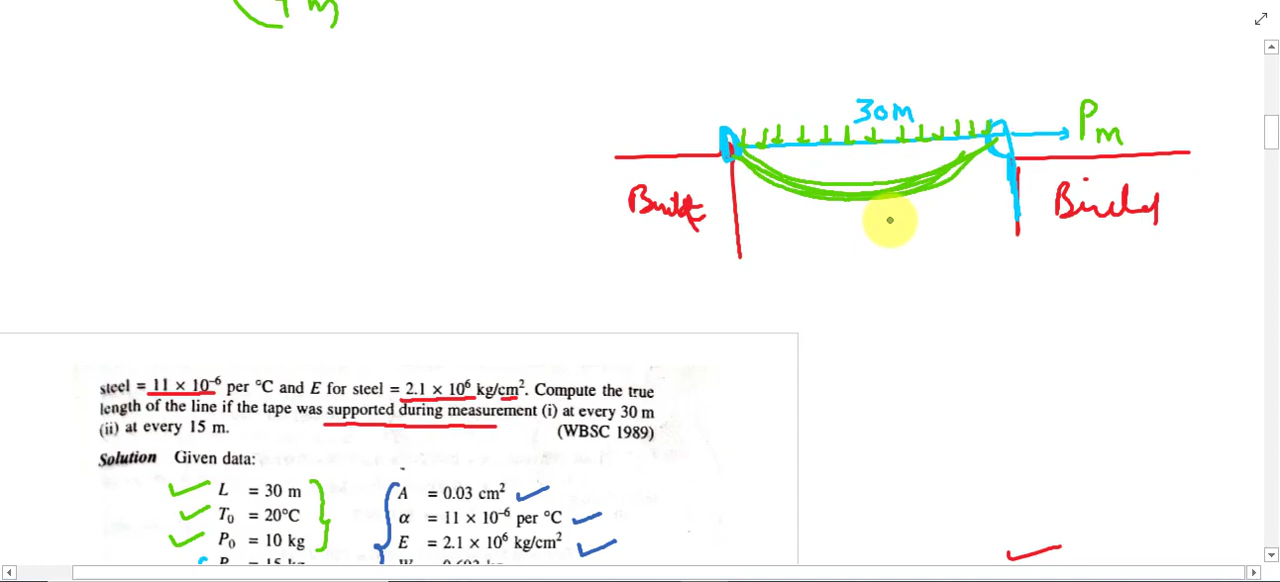 m
30m
Pm
steel = 11 × 10⁻⁶ per °C and E for steel = 2.1 × 10⁶ kg/cm². Compute the true
length of the line if the tape was supported during measurement (i) at every 30 m
(ii) at every 15 m. (WBSC 1989)
Solution Given data:
L = 30 m A = 0.03 cm²
T₀ = 20°C α = 11 × 10⁻⁶ per °C
P₀ = 10 kg E = 2.1 × 10⁶ kg/cm²